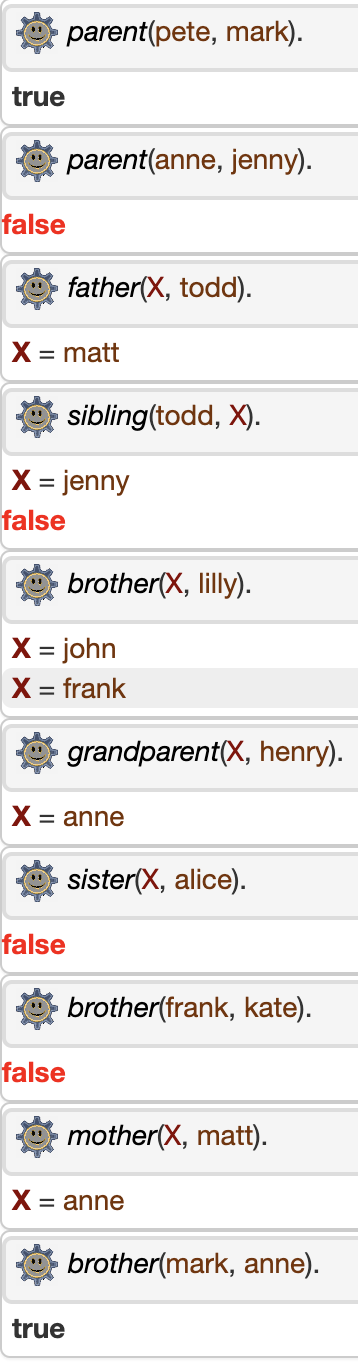 parent(pete, mark).
true
parent(anne, jenny).
false
father(X, todd).
X = matt
sibling(todd, X).
X = jenny
false
brother(X, lilly).
X = john
X = frank
grandparent(X, henry).
X = anne
sister(X, alice).
false
brother(frank, kate).
false
mother(X, matt).
X = anne
brother(mark, anne).
true